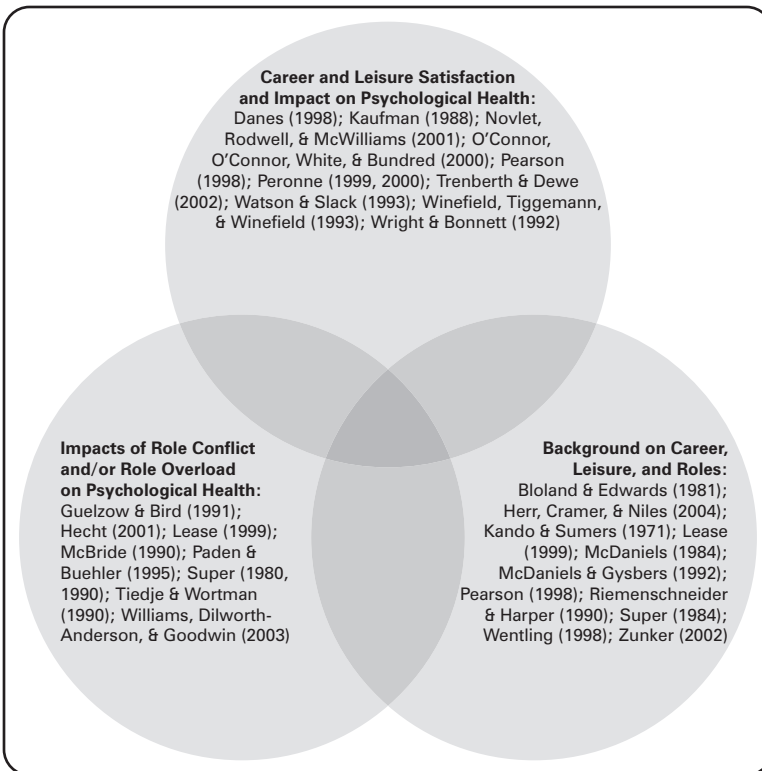 Career and Leisure Satisfaction
and Impact on Psychological Health:
Danes (1998); Kaufman (1988); Novlet,
Rodwell, & McWilliams (2001); O’Connor,
O’Connor, White, & Bundred (2000); Pearson
(1998); Peronne (1999, 2000); Trenberth & Dewe
(2002); Watson & Slack (1993); Winefield, Tiggemann,
& Winefield (1993); Wright & Bonnett (1992)
Impacts of Role Conflict
and/or Role Overload
on Psychological Health:
Guelzow & Bird (1991);
Hecht (2001); Lease (1999);
McBride (1990); Paden &
Buehler (1995); Super (1980,
1990); Tiedje & Wortman
(1990); Williams, Dilworth-
Anderson, & Goodwin (2003)
Background on Career,
Leisure, and Roles:
Bloland & Edwards (1981);
Herr, Cramer, & Niles (2004);
Kando & Sumers (1971); Lease
(1999); McDaniels (1984);
McDaniels & Gysbers (1992);
Pearson (1998); Riemenschneider
& Harper (1990); Super (1984);
Wentling (1998); Zunker (2002)